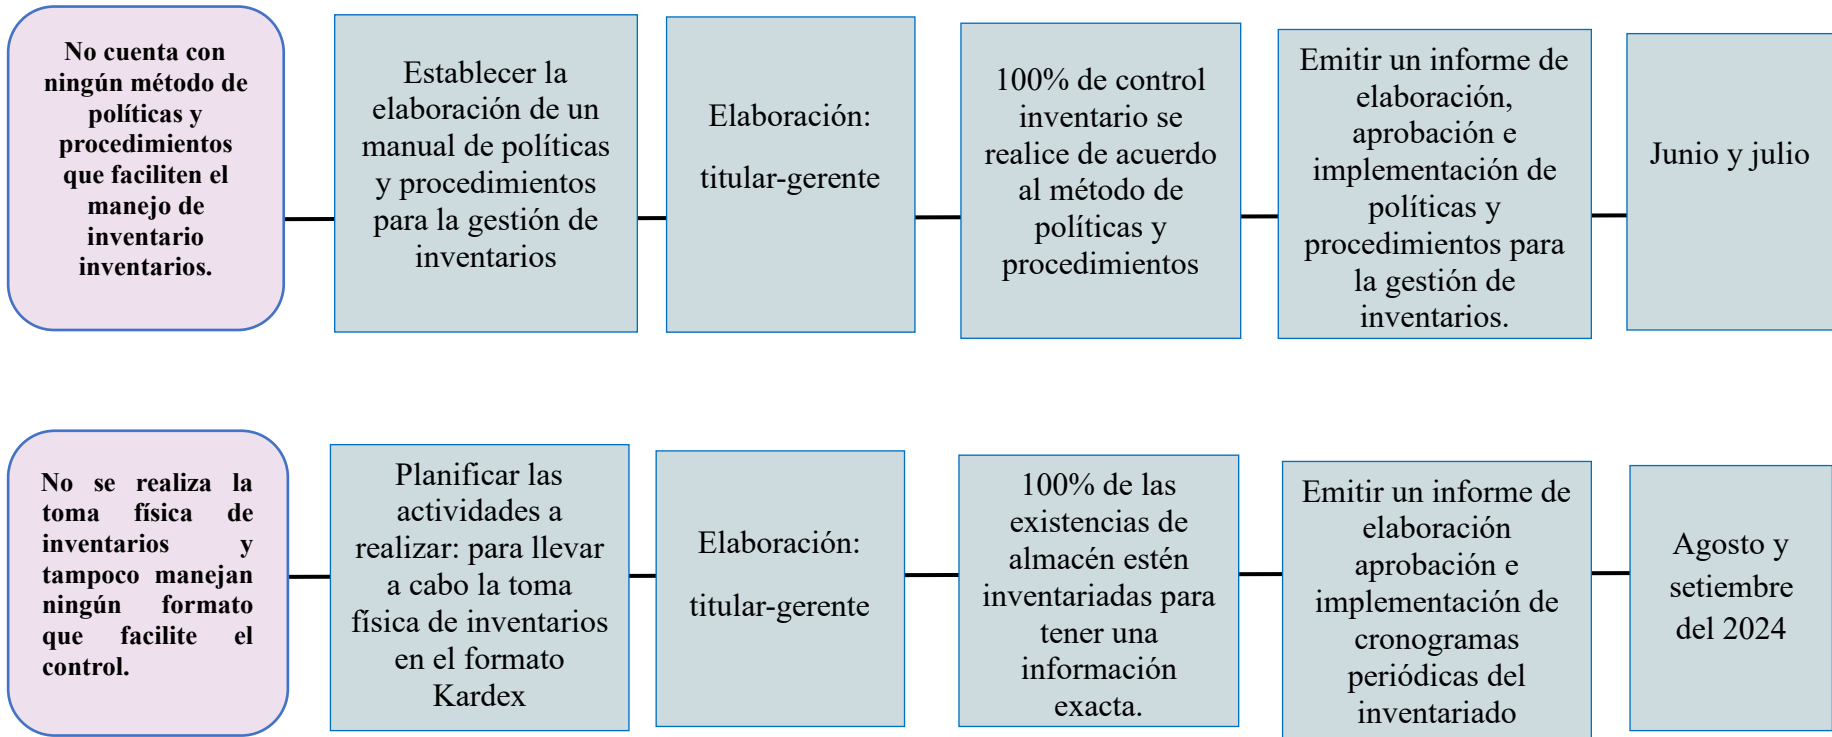 No cuenta con
ningún método de
políticas y
procedimientos
que faciliten el
manejo de
inventario
inventarios.
Establecer la
elaboración de un
manual de políticas
y procedimientos
para la gestión de
inventarios
Elaboración:
titular-gerente
100% de control
inventario se
realice de acuerdo
al método de
políticas y
procedimientos
Emitir un informe de
elaboración,
aprobación e
implementación de
políticas y
procedimientos para
la gestión de
inventarios.
Junio y julio
No se realiza la
toma física de
inventarios y
tampoco manejan
ningún formato
que facilite el
control.
Planificar las
actividades a
realizar: para llevar
a cabo la toma
física de inventarios
en el formato
Kardex
Elaboración:
titular-gerente
100% de las
existencias de
almacén estén
inventariadas para
tener una
información
exacta.
Emitir un informe de
elaboración
aprobación e
implementación de
cronogramas
periódicas del
inventariado
Agosto y
setiembre
del 2024